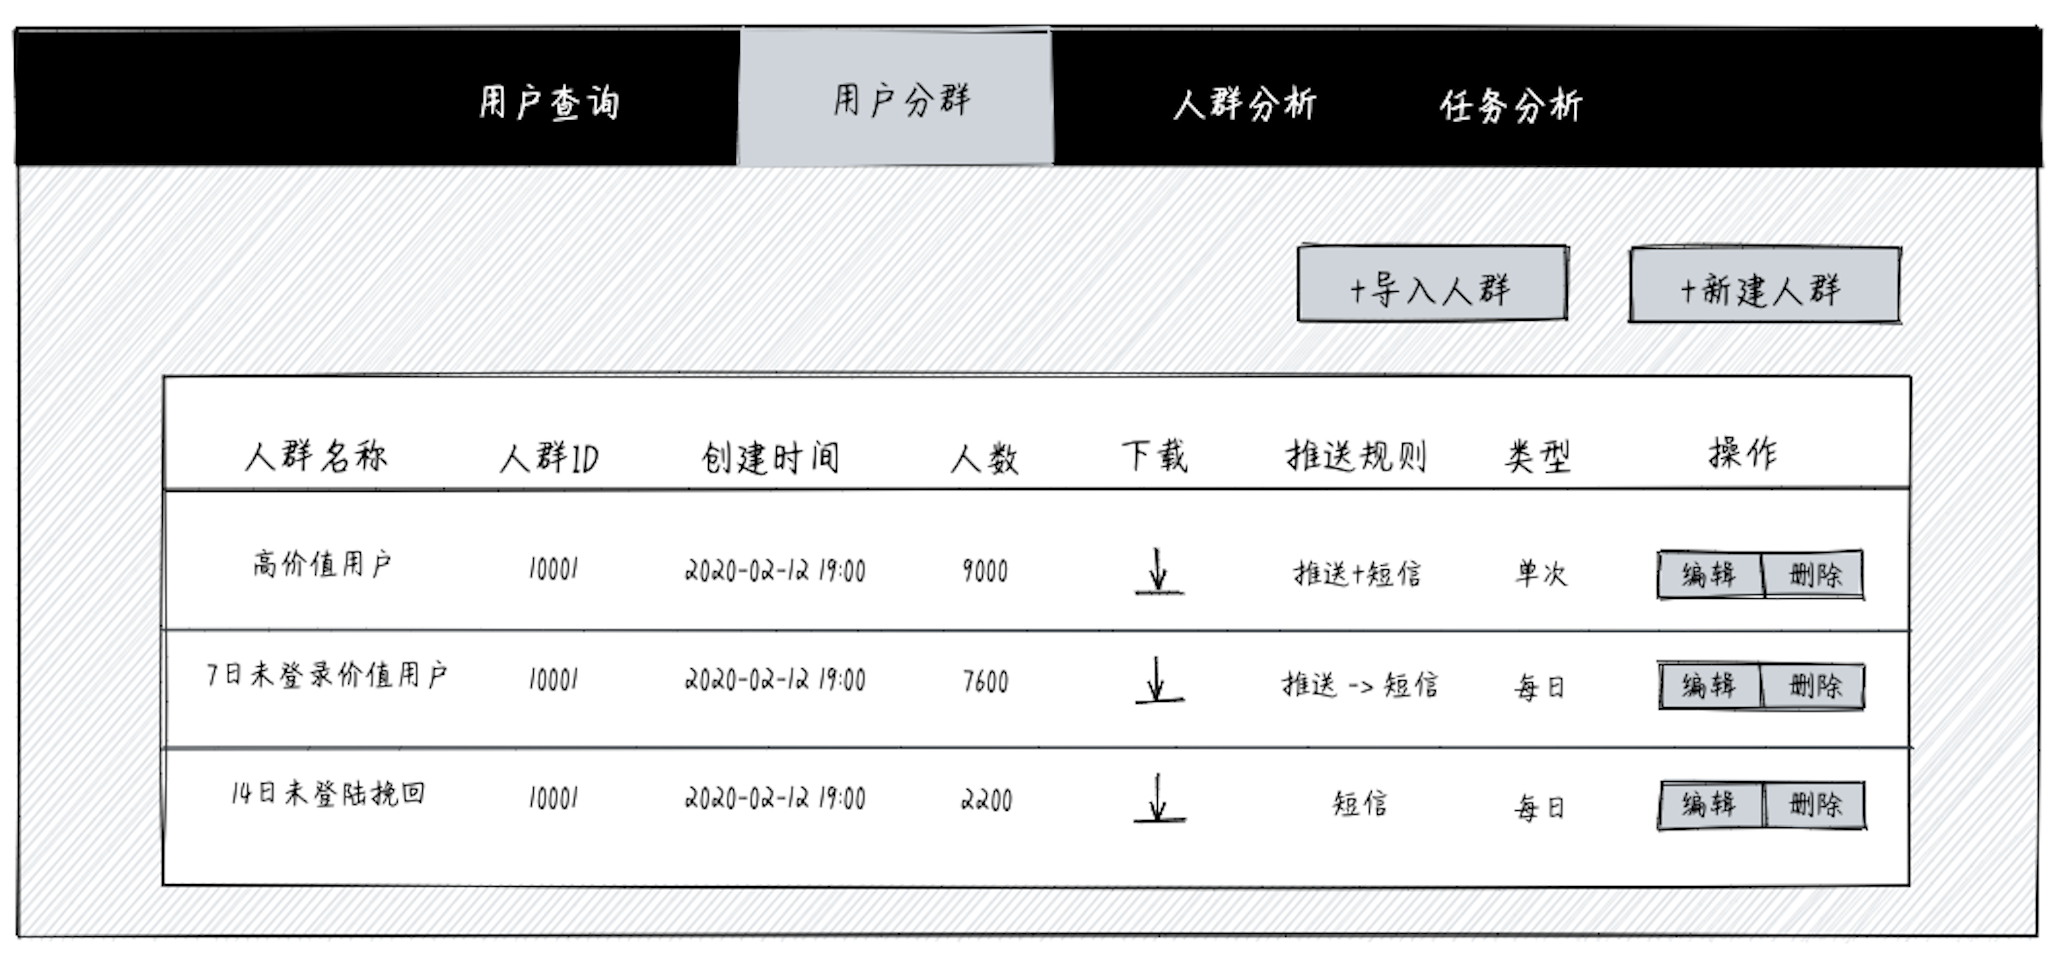 用户查询 用户分群 人群分析 任务分析
+导入人群 +新建人群
人群名称 人群ID 创建时间 人数 下载 推送规则 类型 操作
高价值用户 10001 2020-02-12 19:00 9000 推送+短信 单次 编辑 删除
7日未登录价值用户 10001 2020-02-12 19:00 7600 推送 -> 短信 每日 编辑 删除
14日未登陆挽回 10001 2020-02-12 19:00 2200 短信 每日 编辑 删除